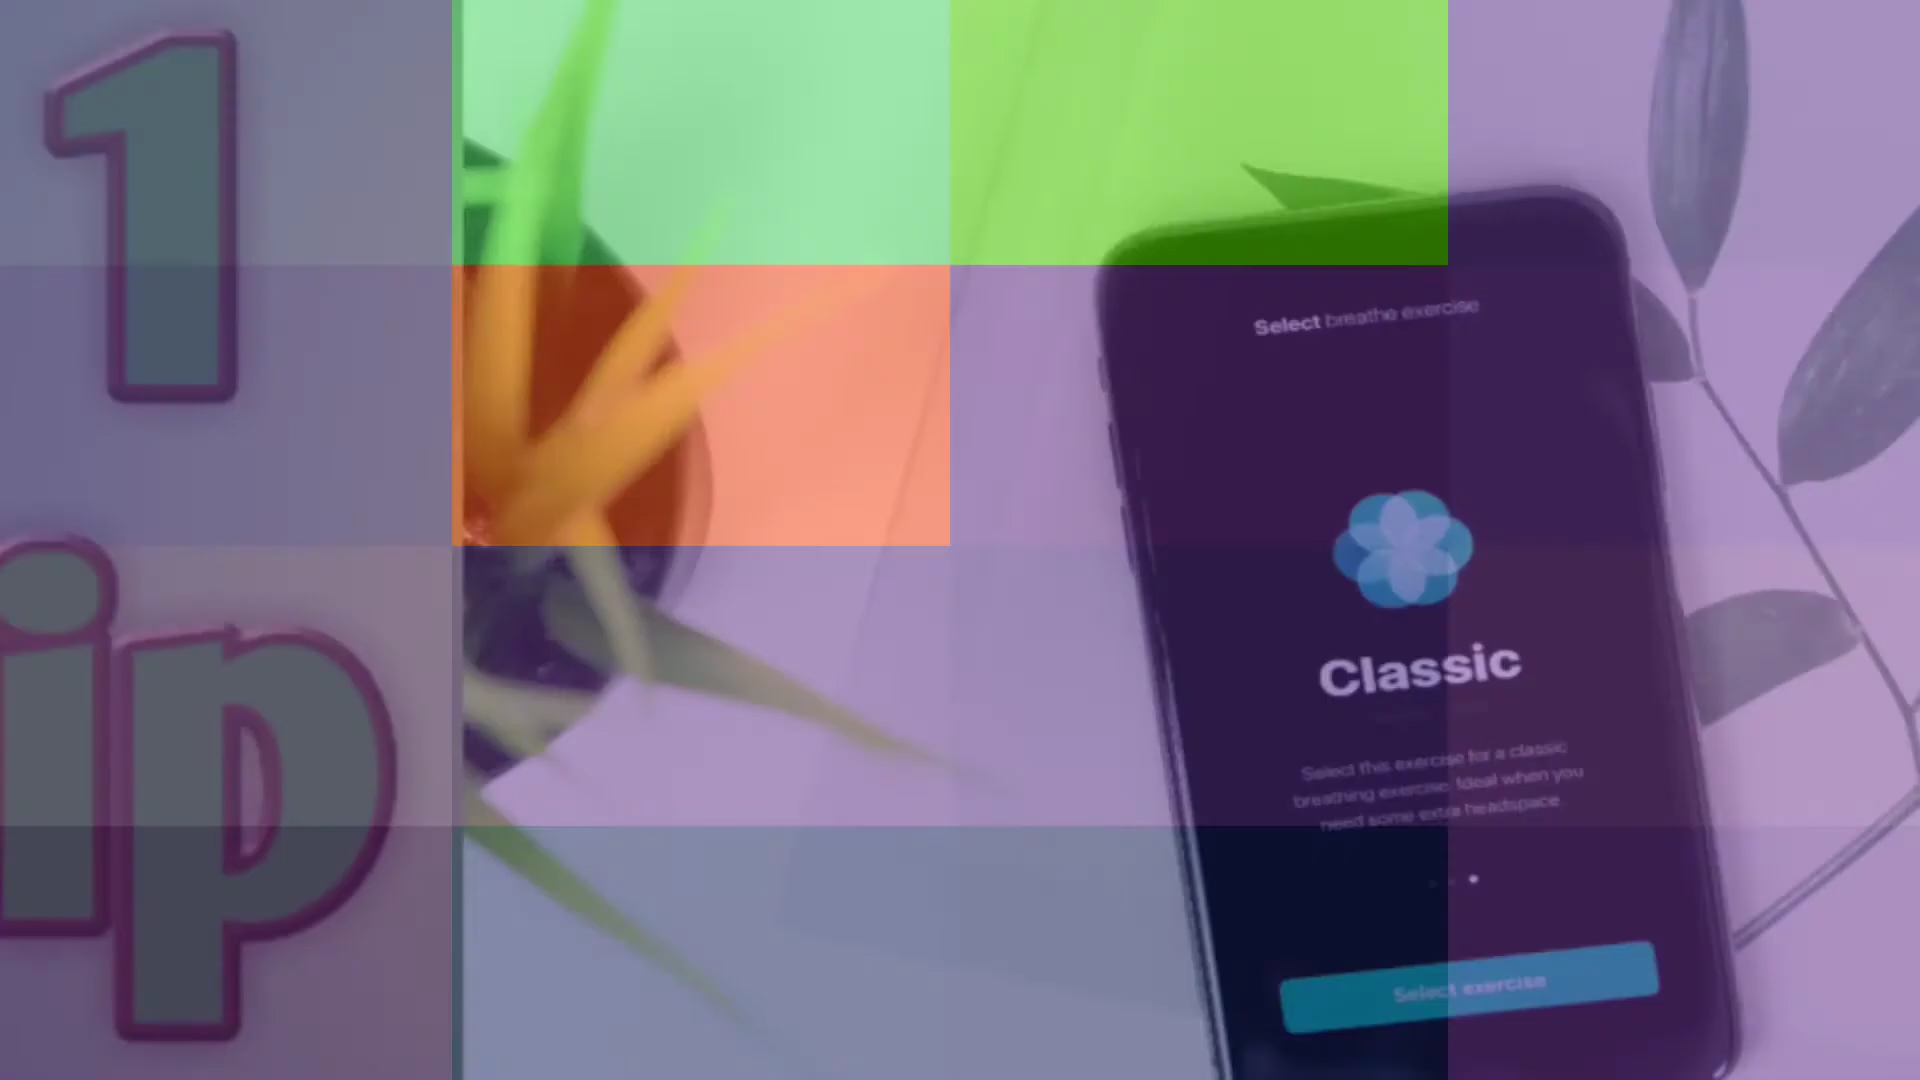 1
ip
Select breathe exercise
Classic
Select this exercise for a classic
breathing exercise. Ideal when you
need some extra headspace
Select exercise